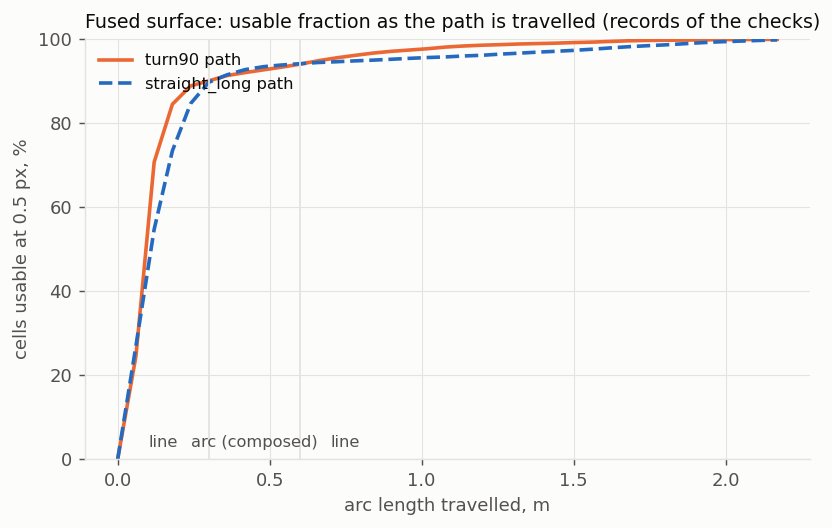 Fused surface: usable fraction as the path is travelled (records of the checks)
turn90 path
straight_long path
cells usable at 0.5 px, %
100
80
60
40
20
0
line arc (composed) line
0.0 0.5 1.0 1.5 2.0
arc length travelled, m